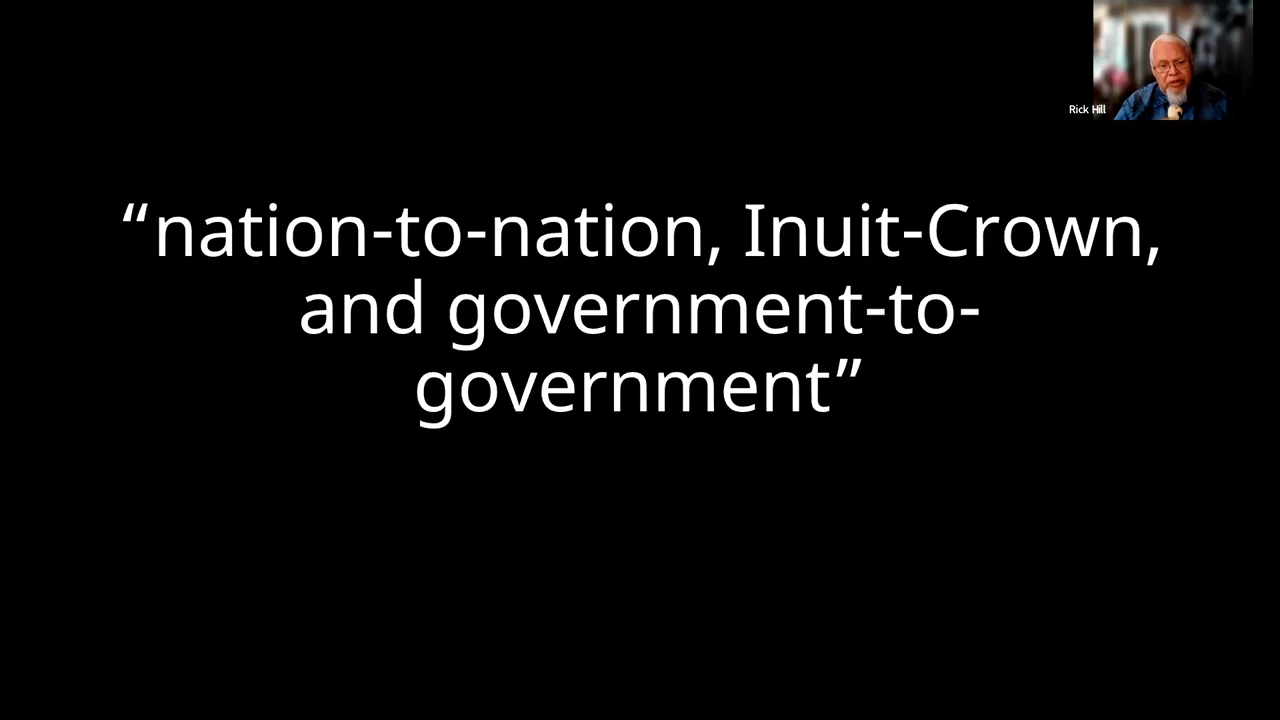 Rick Hill
“nation-to-nation, Inuit-Crown,
and government-to-
government”